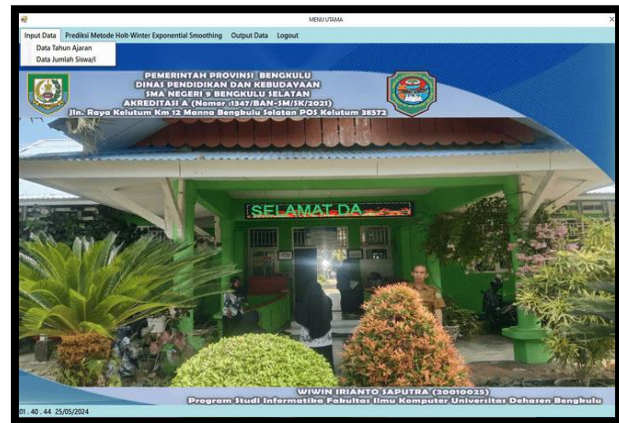 MENU UTAMA
Input Data Prediksi Metode Holt-Winter Exponential Smoothing Output Data Logout
Data Tahun Ajaran
Data Jumlah Siswa/i
PEMERINTAH PROVINSI BENGKULU
DINAS PENDIDIKAN DAN KEBUDAYAAN
SMA NEGERI 9 BENGKULU SELATAN
AKREDITASI A (Nomor :1347/BAN-SM/SK/2021)
Jln. Raya Kelutum Km 12 Manna Bengkulu Selatan POS Kelutum 38572
SELAMAT DA
WIWIN IRIANTO SAPUTRA (20010025)
Program Studi Informatika Fakultas Ilmu Komputer Universitas Dehasen Bengkulu
01 . 40 . 44 25/05/2024